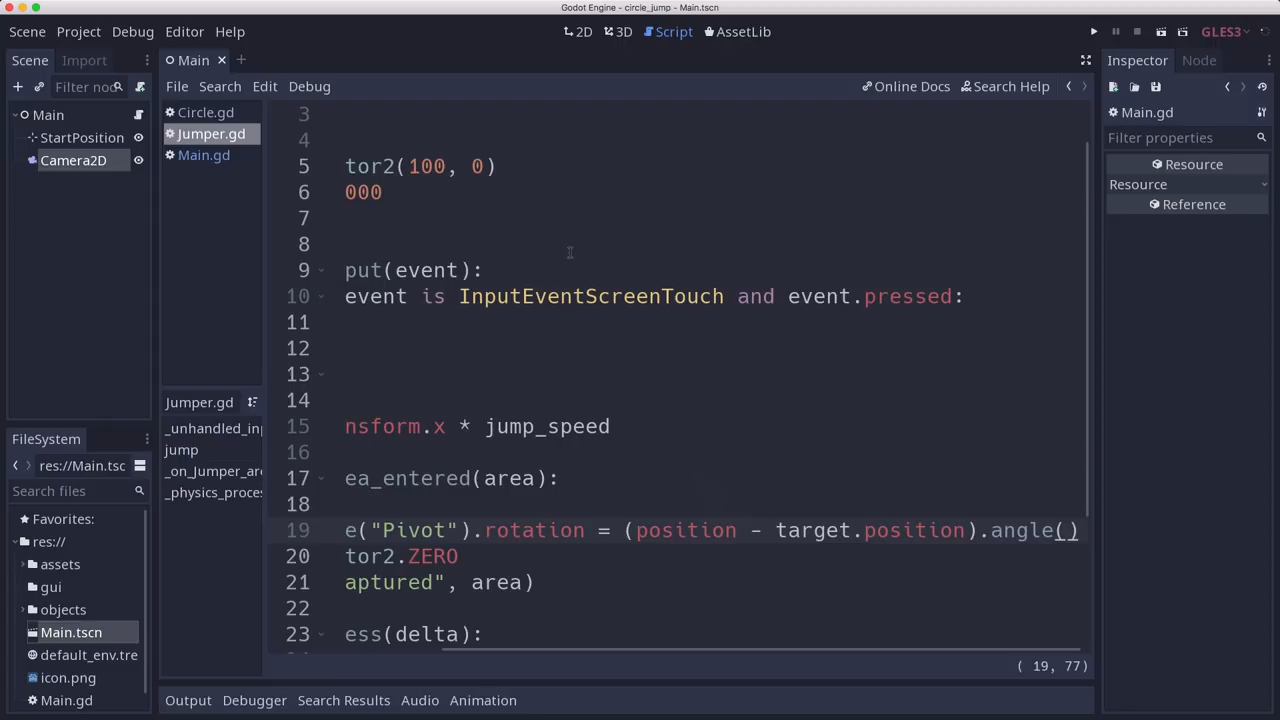 Godot Engine - circle_jump - Main.tscn
Scene Project Debug Editor Help
2D 3D Script AssetLib
GLES3
Scene Import
Filter nod
Main
StartPosition
Camera2D
FileSystem
res://Main.tsc
Search files
Favorites:
res://
assets
gui
objects
Main.tscn
default_env.tre
icon.png
Main.gd
Main
File Search Edit Debug
Online Docs Search Help
Circle.gd
Jumper.gd
Main.gd
Jumper.gd
_unhandled_inp
jump
_on_Jumper_are
_physics_proces
3
4
5 tor2(100, 0)
6 000
7
8
9 put(event):
10 event is InputEventScreenTouch and event.pressed:
11
12
13
14
15 nsform.x * jump_speed
16
17 ea_entered(area):
18
19 e("Pivot").rotation = (position - target.position).angle()
20 tor2.ZERO
21 aptured", area)
22
23 ess(delta):
( 19, 77)
Output Debugger Search Results Audio Animation
Inspector Node
Main.gd
Filter properties
Resource
Resource
Reference